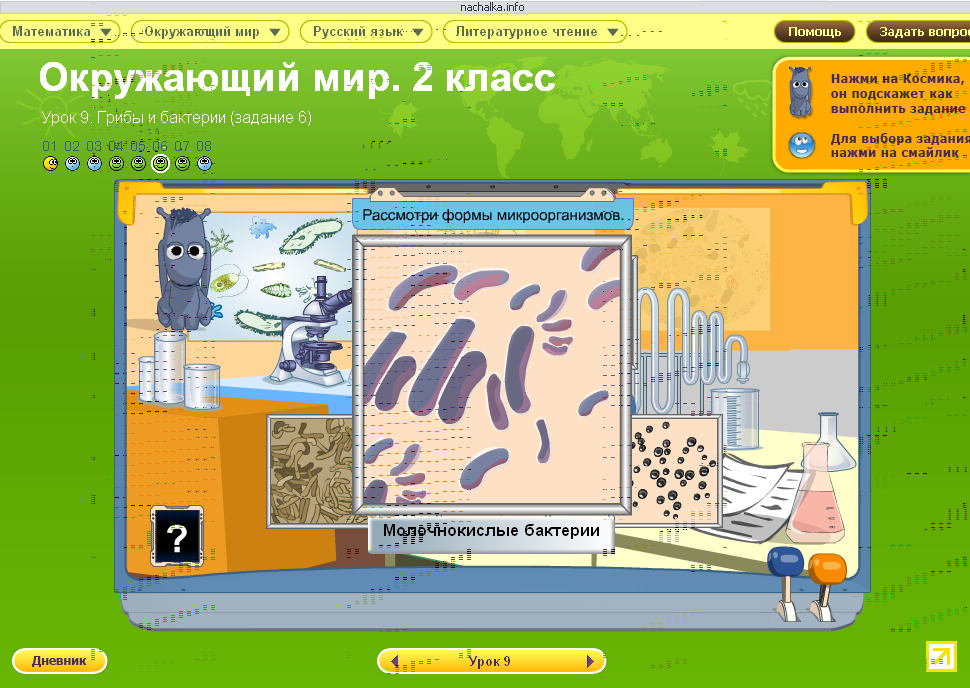 nachalka.info
Математика
Окружающий мир
Русский язык
Литературное чтение
Помощь
Задать вопрос
Окружающий мир. 2 класс
Урок 9. Грибы и бактерии (задание 6)
01 02 03 04 05 06 07 08
Нажми на Космика,
он подскажет как
выполнить задание
Для выбора задания
нажми на смайлик
Рассмотри формы микроорганизмов.
Молочнокислые бактерии
?
Дневник
Урок 9